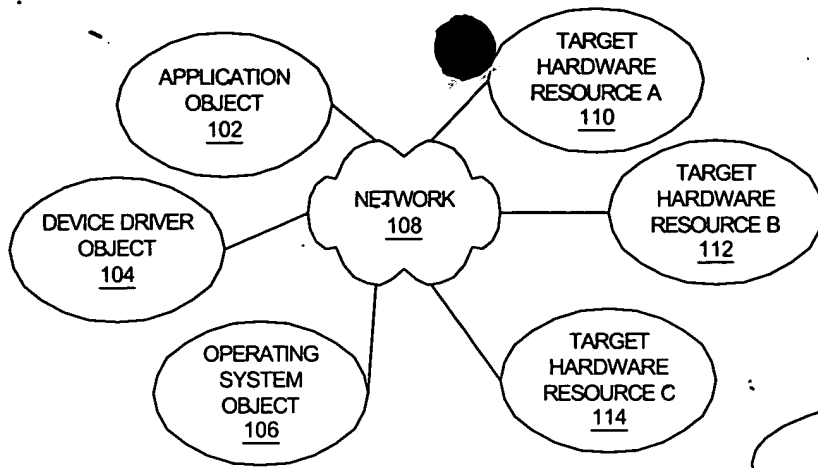 APPLICATION
OBJECT
102
TARGET
HARDWARE
RESOURCE A
110
DEVICE DRIVER
OBJECT
104
NETWORK
108
TARGET
HARDWARE
RESOURCE B
112
OPERATING
SYSTEM
OBJECT
106
TARGET
HARDWARE
RESOURCE C
114